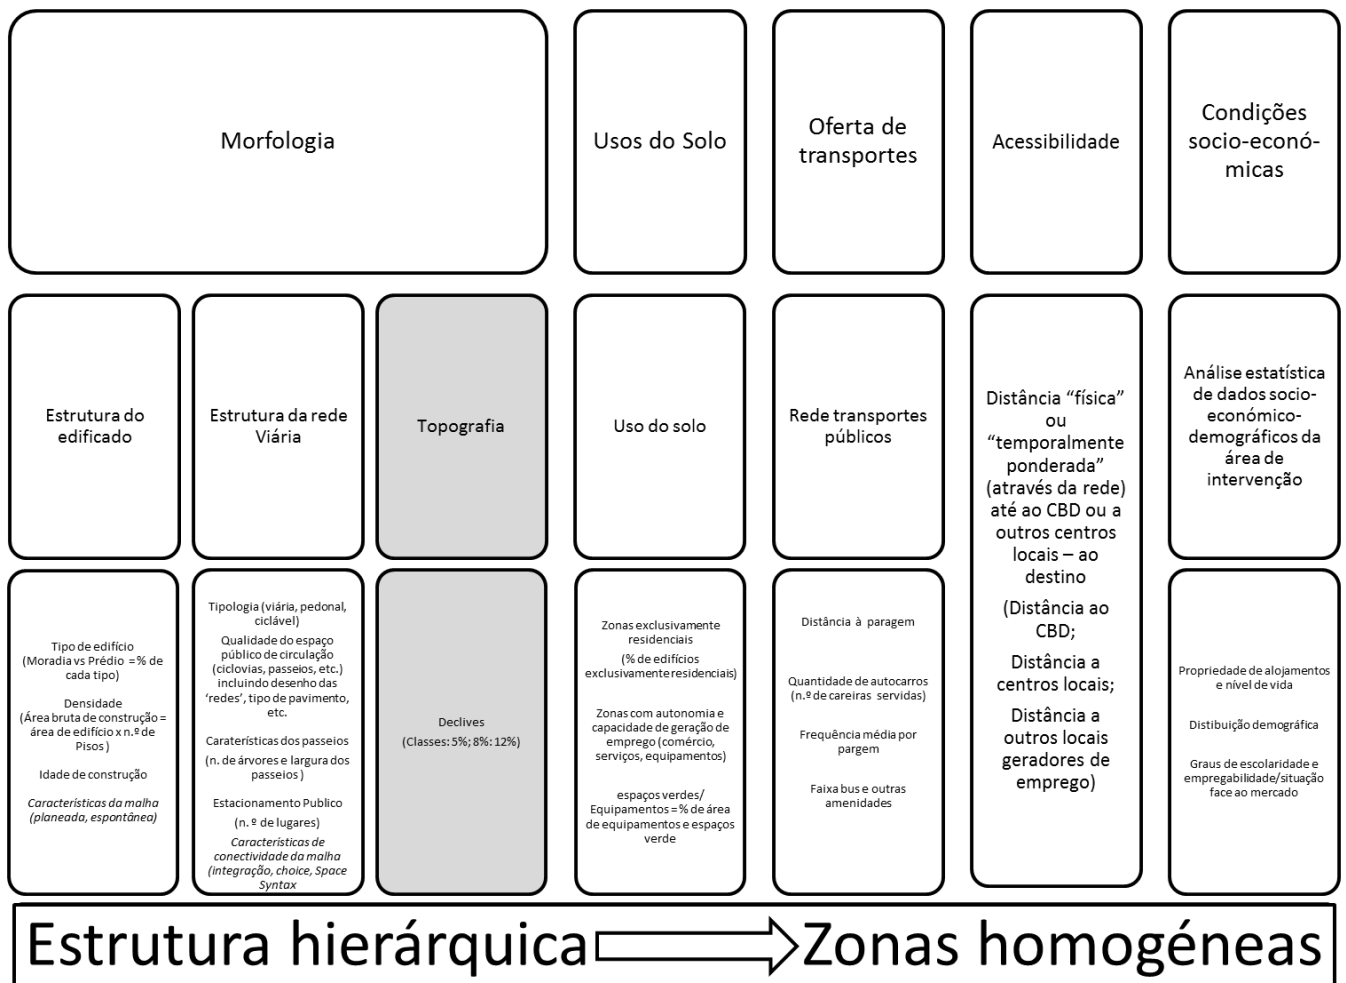 Morfologia
Usos do Solo
Oferta de
transportes
Acessibilidade
Condições
socio-econó-
micas
Estrutura do
edificado
Estrutura da rede
Viária
Topografia
Uso do solo
Rede transportes
públicos
Distância “física”
ou
“temporalmente
ponderada”
(através da rede)
até ao CBD ou a
outros centros
locais – ao
destino
(Distância ao
CBD;
Distância a
centros locais;
Distância a
outros locais
geradores de
emprego)
Análise estatística
de dados socio-
económico-
demográficos da
área de
intervenção
Tipo de edifício
(Moradia vs Prédio = % de
cada tipo)
Densidade
(Área bruta de construção =
área de edifício x n.º de
Pisos )
Idade de construção
Características da malha
(planeada, espontânea)
Tipologia (viária, pedonal,
ciclável)
Qualidade do espaço
público de circulação
(ciclovias, passeios, etc.)
incluindo desenho das
‘redes’, tipo de pavimento,
etc.
Caraterísticas dos passeios
(n. de árvores e largura dos
passeios )
Estacionamento Publico
(n. º de lugares)
Características de
conectividade da malha
(integração, choice, Space
Syntax
Declives
(Classes: 5%; 8%: 12%)
Zonas exclusivamente
residenciais
(% de edifícios
exclusivamente residenciais)
Zonas com autonomia e
capacidade de geração de
emprego (comércio,
serviços, equipamentos)
espaços verdes/
Equipamentos = % de área
de equipamentos e espaços
verde
Distância à paragem
Quantidade de autocarros
(n.º de careiras servidas)
Frequência média por
pargem
Faixa bus e outras
amenidades
Propriedade de alojamentos
e nível de vida
Distibuição demográfica
Graus de escolaridade e
empregabilidade/situação
face ao mercado
Estrutura hierárquica Zonas homogéneas